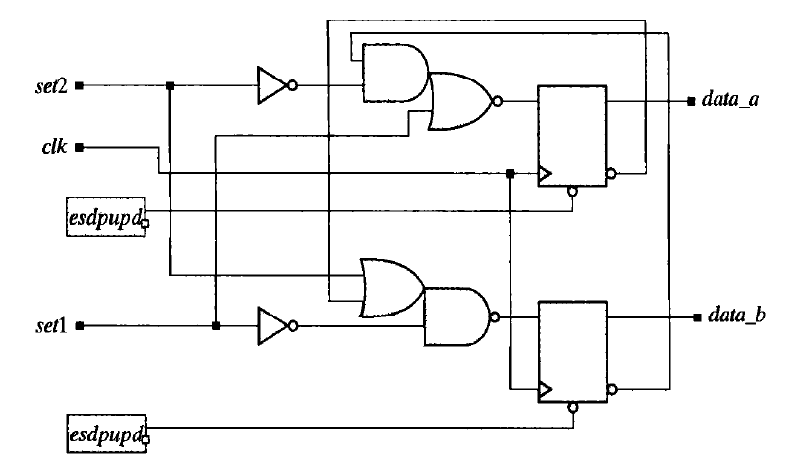 set2
data_a
clk
esdpupd
set1
data_b
esdpupd